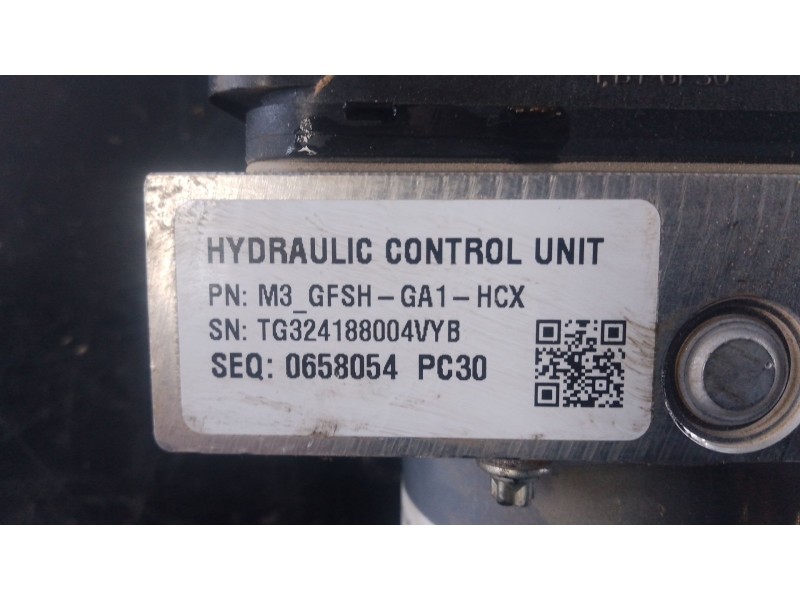 HYDRAULIC CONTROL UNIT
PN: M3_GFSH-GA1-HCX
SN: TG324188004VYB
SEQ: 0658054 PC30